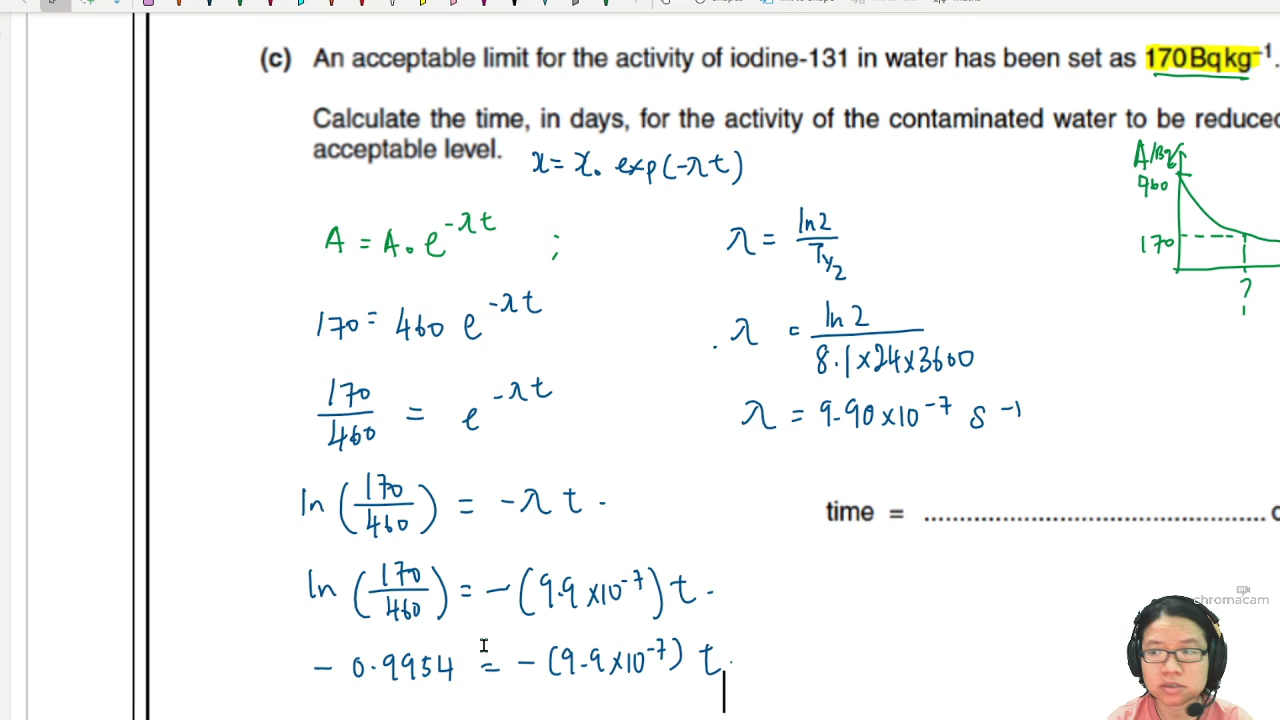 (c) An acceptable limit for the activity of iodine-131 in water has been set as 170 Bq kg⁻¹.
Calculate the time, in days, for the activity of the contaminated water to be reduced
acceptable level.
x = x₀ exp(-λt)
A/Bq
460
170
?
A = A₀ e^(-λt) ;
λ = ln2 / T½
170 = 460 e^(-λt)
λ = ln 2 / (8.1 × 24 × 3600)
170/460 = e^(-λt)
λ = 9.90 × 10⁻⁷ s⁻¹
ln (170/460) = -λ t.
time = ..................................................
ln (170/460) = -(9.9 × 10⁻⁷) t.
- 0.9954 = - (9.9 × 10⁻⁷) t.
chromacam